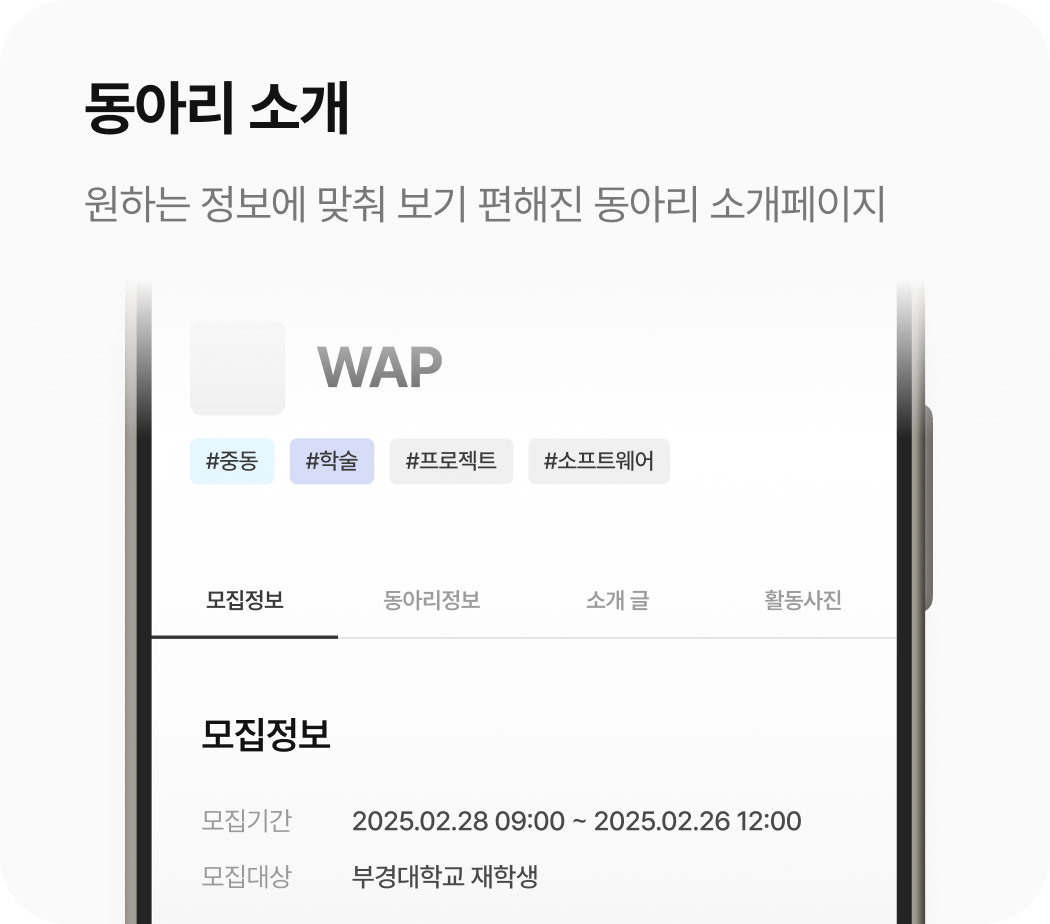 동아리 소개
원하는 정보에 맞춰 보기 편해진 동아리 소개페이지
WAP
#중동 #학술 #프로젝트 #소프트웨어
모집정보 동아리정보 소개 글 활동사진
모집정보
모집기간 2025.02.28 09:00 ~ 2025.02.26 12:00
모집대상 부경대학교 재학생